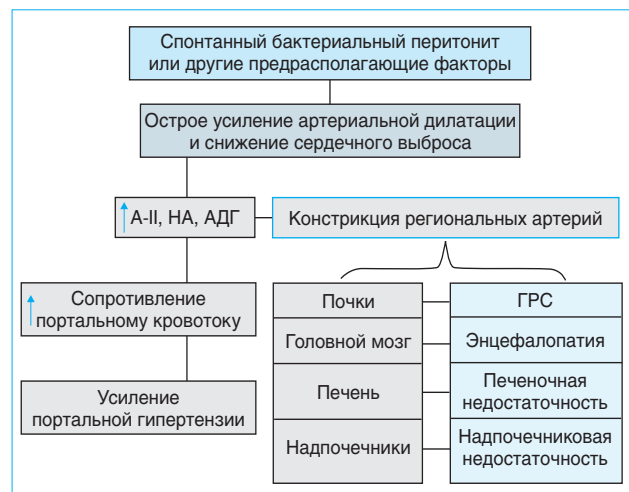 Спонтанный бактериальный перитонит
или другие предрасполагающие факторы
Острое усиление артериальной дилатации
и снижение сердечного выброса
↑ А-II, НА, АДГ
Констрикция региональных артерий
↑ Сопротивление
портальному кровотоку
Усиление
портальной гипертензии
Почки
ГРС
Головной мозг
Энцефалопатия
Печень
Печеночная
недостаточность
Надпочечники
Надпочечниковая
недостаточность